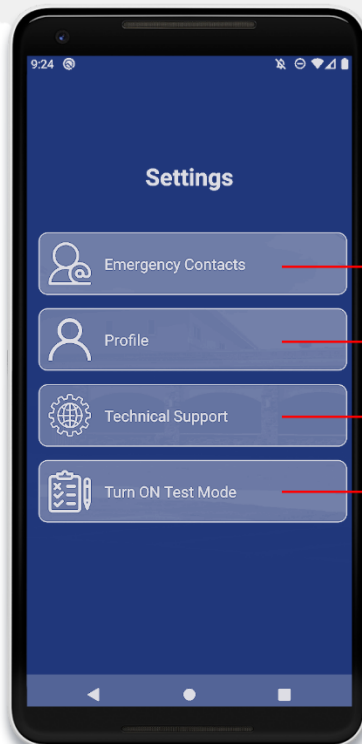 9:24
Settings
Emergency Contacts
Profile
Technical Support
Turn ON Test Mode